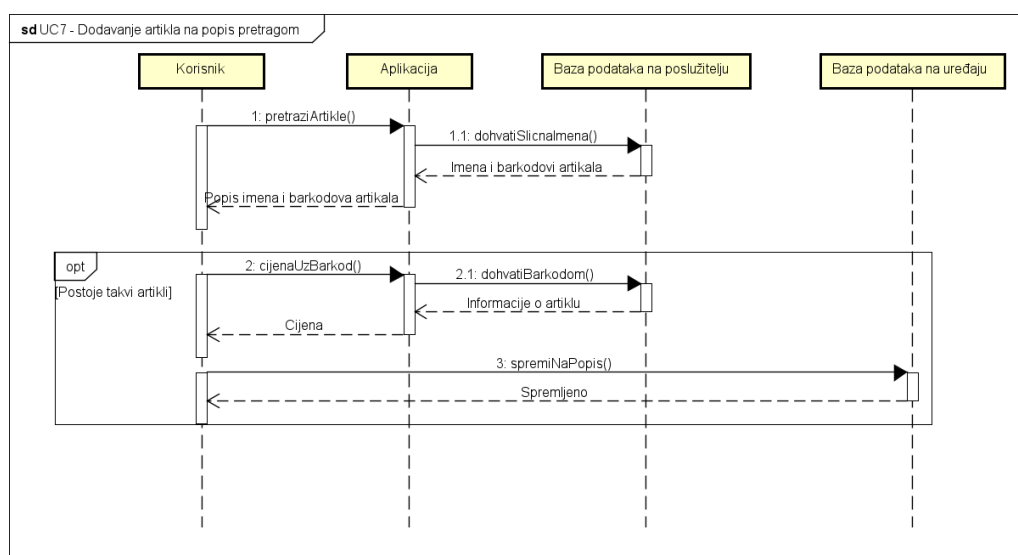 sd UC7 - Dodavanje artikla na popis pretragom
Korisnik
Aplikacija
Baza podataka na poslužitelju
Baza podataka na uređaju
1: pretraziArtikle()
1.1: dohvatiSlicnaImena()
Imena i barkodovi artikala
Popis imena i barkodova artikala
opt
[Postoje takvi artikli]
2: cijenaUzBarkod()
2.1: dohvatiBarkodom()
Informacije o artiklu
Cijena
3: spremiNaPopis()
Spremljeno